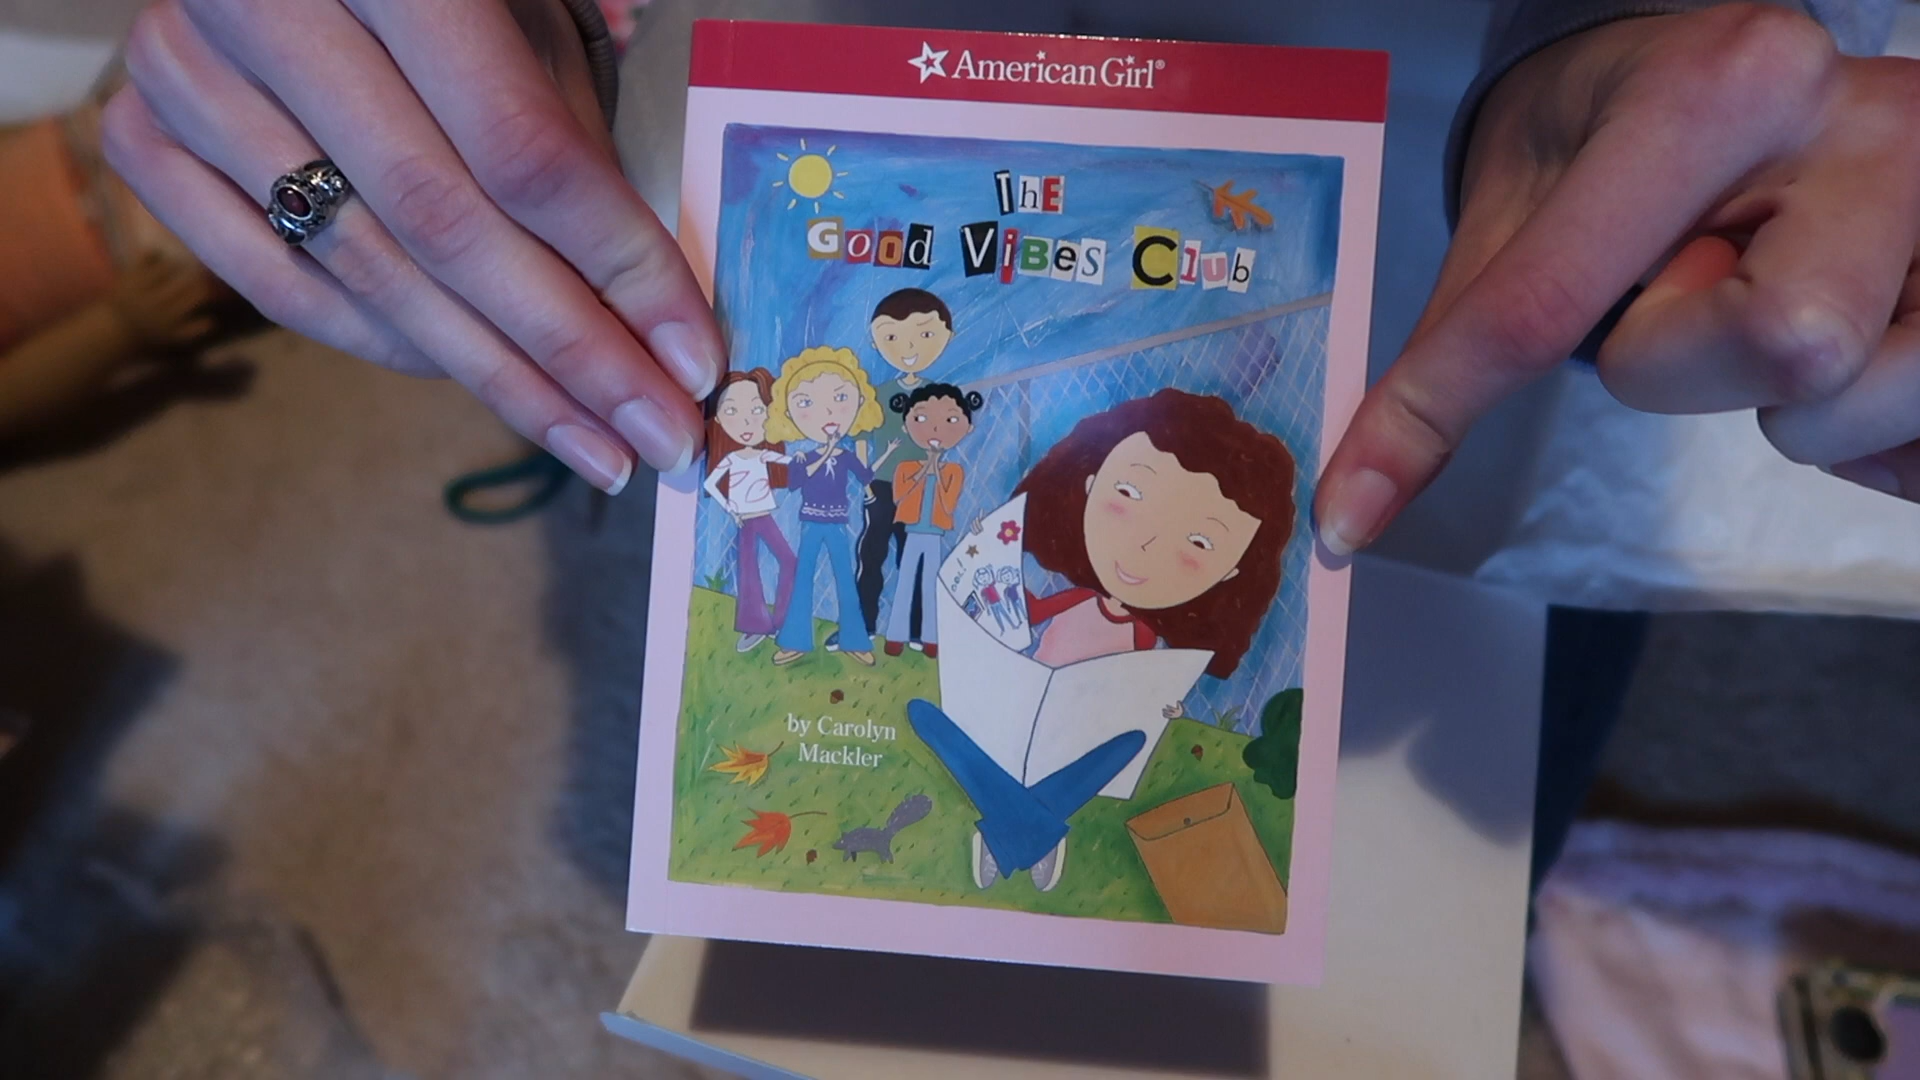 American Girl®
The
Good Vibes Club
by Carolyn
Mackler